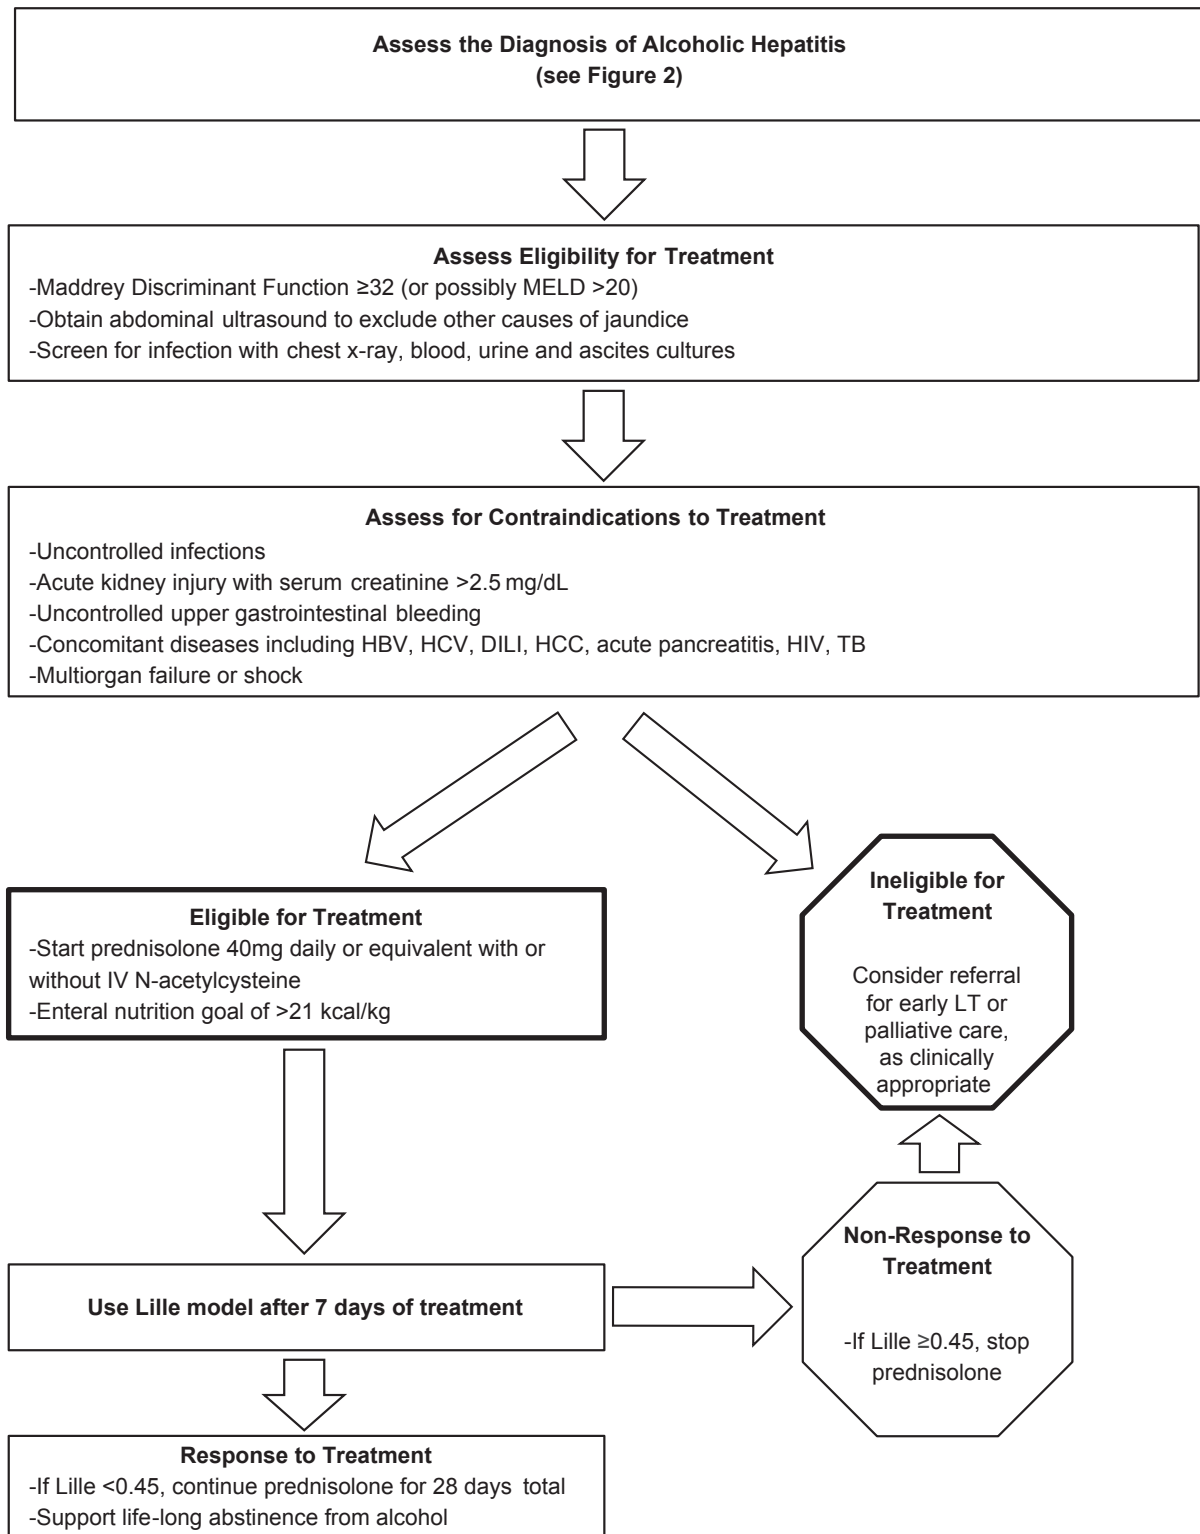 Assess the Diagnosis of Alcoholic Hepatitis
(see Figure 2)
Assess Eligibility for Treatment
-Maddrey Discriminant Function ≥32 (or possibly MELD >20)
-Obtain abdominal ultrasound to exclude other causes of jaundice
-Screen for infection with chest x-ray, blood, urine and ascites cultures
Assess for Contraindications to Treatment
-Uncontrolled infections
-Acute kidney injury with serum creatinine >2.5 mg/dL
-Uncontrolled upper gastrointestinal bleeding
-Concomitant diseases including HBV, HCV, DILI, HCC, acute pancreatitis, HIV, TB
-Multiorgan failure or shock
Eligible for Treatment
-Start prednisolone 40mg daily or equivalent with or
without IV N-acetylcysteine
-Enteral nutrition goal of >21 kcal/kg
Ineligible for
Treatment
Consider referral
for early LT or
palliative care,
as clinically
appropriate
Use Lille model after 7 days of treatment
Non-Response to
Treatment
-If Lille ≥0.45, stop
prednisolone
Response to Treatment
-If Lille <0.45, continue prednisolone for 28 days total
-Support life-long abstinence from alcohol